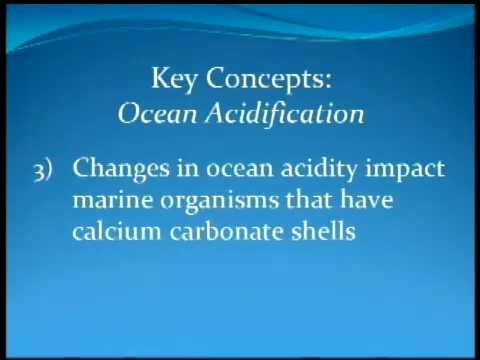 Key Concepts:
Ocean Acidification
3) Changes in ocean acidity impact
marine organisms that have
calcium carbonate shells